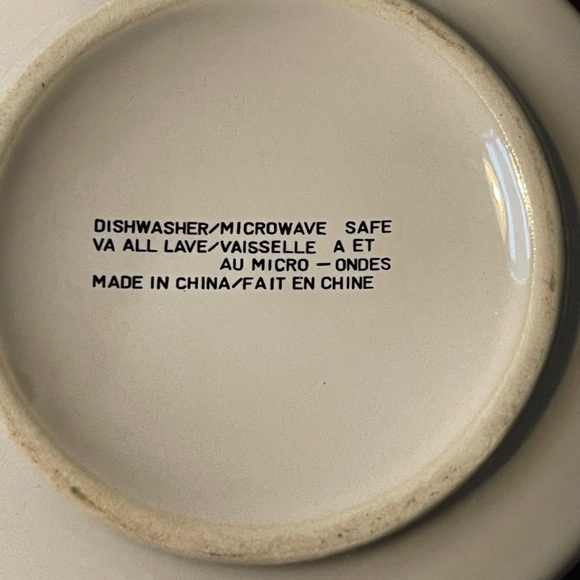 DISHWASHER/MICROWAVE SAFE
VA ALL LAVE/VAISSELLE A ET
AU MICRO – ONDES
MADE IN CHINA/FAIT EN CHINE